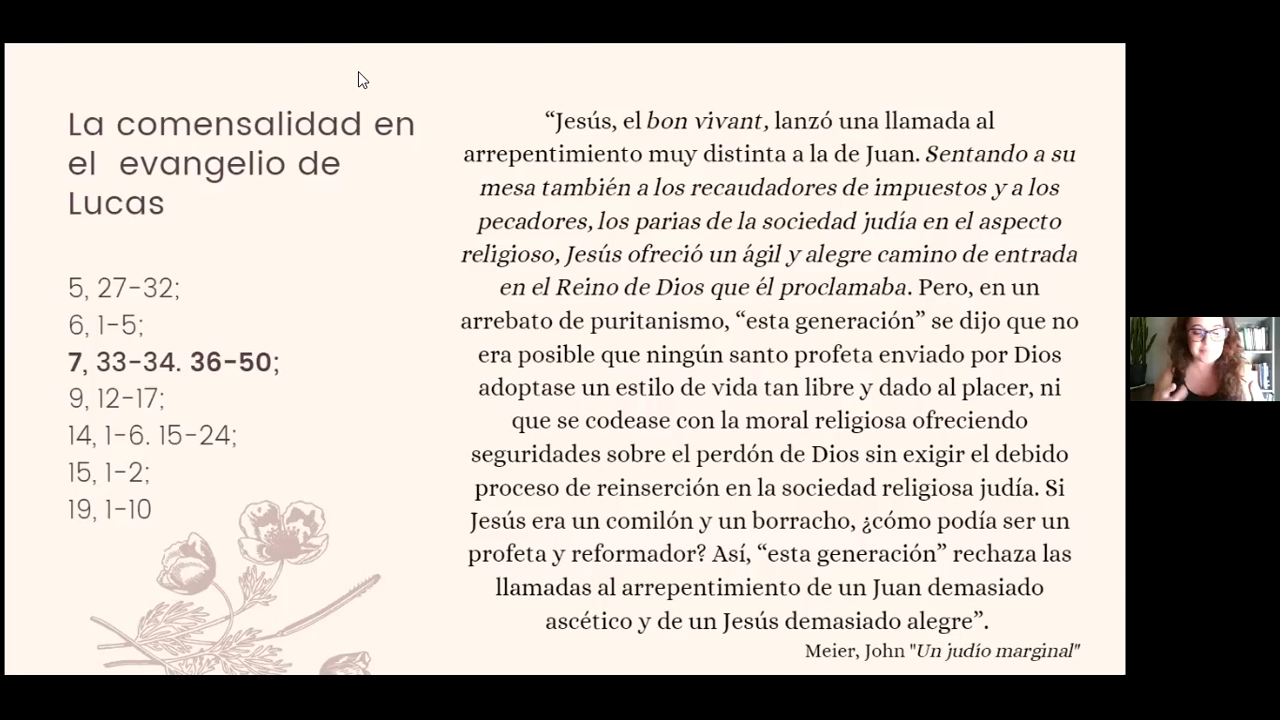 La comensalidad en
el evangelio de
Lucas
5, 27-32;
6, 1-5;
7, 33-34. 36-50;
9, 12-17;
14, 1-6. 15-24;
15, 1-2;
19, 1-10
“Jesús, el bon vivant, lanzó una llamada al
arrepentimiento muy distinta a la de Juan. Sentando a su
mesa también a los recaudadores de impuestos y a los
pecadores, los parias de la sociedad judía en el aspecto
religioso, Jesús ofreció un ágil y alegre camino de entrada
en el Reino de Dios que él proclamaba. Pero, en un
arrebato de puritanismo, “esta generación” se dijo que no
era posible que ningún santo profeta enviado por Dios
adoptase un estilo de vida tan libre y dado al placer, ni
que se codease con la moral religiosa ofreciendo
seguridades sobre el perdón de Dios sin exigir el debido
proceso de reinserción en la sociedad religiosa judía. Si
Jesús era un comilón y un borracho, ¿cómo podía ser un
profeta y reformador? Así, “esta generación” rechaza las
llamadas al arrepentimiento de un Juan demasiado
ascético y de un Jesús demasiado alegre”.
Meier, John "Un judío marginal"